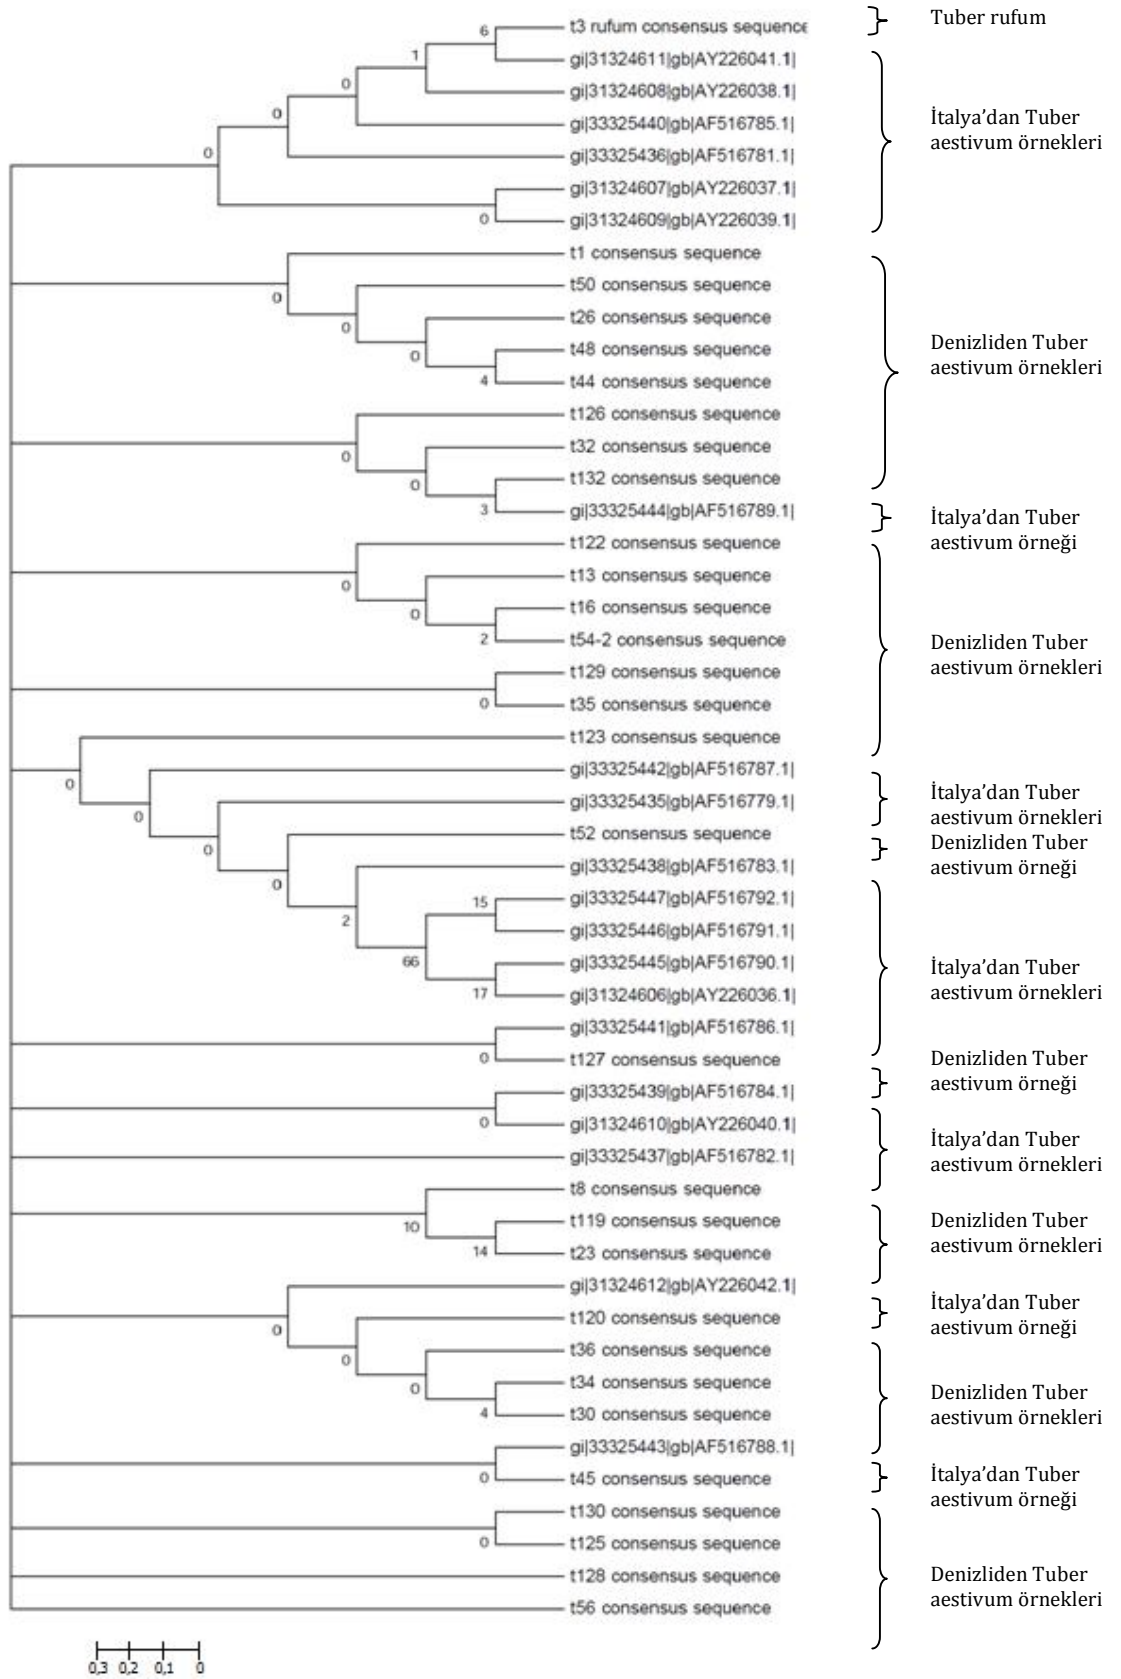 6
t3 rufum consensus sequence
Tuber rufum
1
gi|31324611|gb|AY226041.1|
0
gi|31324608|gb|AY226038.1|
0
gi|33325440|gb|AF516785.1|
İtalya’dan Tuber
aestivum örnekleri
0
gi|33325436|gb|AF516781.1|
gi|31324607|gb|AY226037.1|
0
gi|31324609|gb|AY226039.1|
t1 consensus sequence
0
t50 consensus sequence
0
t26 consensus sequence
0
t48 consensus sequence
Denizliden Tuber
aestivum örnekleri
4
t44 consensus sequence
t126 consensus sequence
0
t32 consensus sequence
0
t132 consensus sequence
3
gi|33325444|gb|AF516789.1|
İtalya’dan Tuber
aestivum örneği
t122 consensus sequence
0
t13 consensus sequence
0
t16 consensus sequence
2
t54-2 consensus sequence
Denizliden Tuber
aestivum örnekleri
t129 consensus sequence
0
t35 consensus sequence
t123 consensus sequence
0
gi|33325442|gb|AF516787.1|
0
gi|33325435|gb|AF516779.1|
İtalya’dan Tuber
aestivum örnekleri
0
t52 consensus sequence
Denizliden Tuber
aestivum örneği
0
gi|33325438|gb|AF516783.1|
15
gi|33325447|gb|AF516792.1|
2
gi|33325446|gb|AF516791.1|
66
gi|33325445|gb|AF516790.1|
İtalya’dan Tuber
aestivum örnekleri
17
gi|31324606|gb|AY226036.1|
gi|33325441|gb|AF516786.1|
0
t127 consensus sequence
Denizliden Tuber
aestivum örneği
gi|33325439|gb|AF516784.1|
0
gi|31324610|gb|AY226040.1|
İtalya’dan Tuber
aestivum örnekleri
gi|33325437|gb|AF516782.1|
t8 consensus sequence
10
t119 consensus sequence
14
t23 consensus sequence
Denizliden Tuber
aestivum örnekleri
gi|31324612|gb|AY226042.1|
İtalya’dan Tuber
aestivum örneği
0
t120 consensus sequence
0
t36 consensus sequence
0
t34 consensus sequence
4
t30 consensus sequence
Denizliden Tuber
aestivum örnekleri
gi|33325443|gb|AF516788.1|
0
t45 consensus sequence
İtalya’dan Tuber
aestivum örneği
t130 consensus sequence
0
t125 consensus sequence
t128 consensus sequence
Denizliden Tuber
aestivum örnekleri
t56 consensus sequence
0,3 0,2 0,1 0